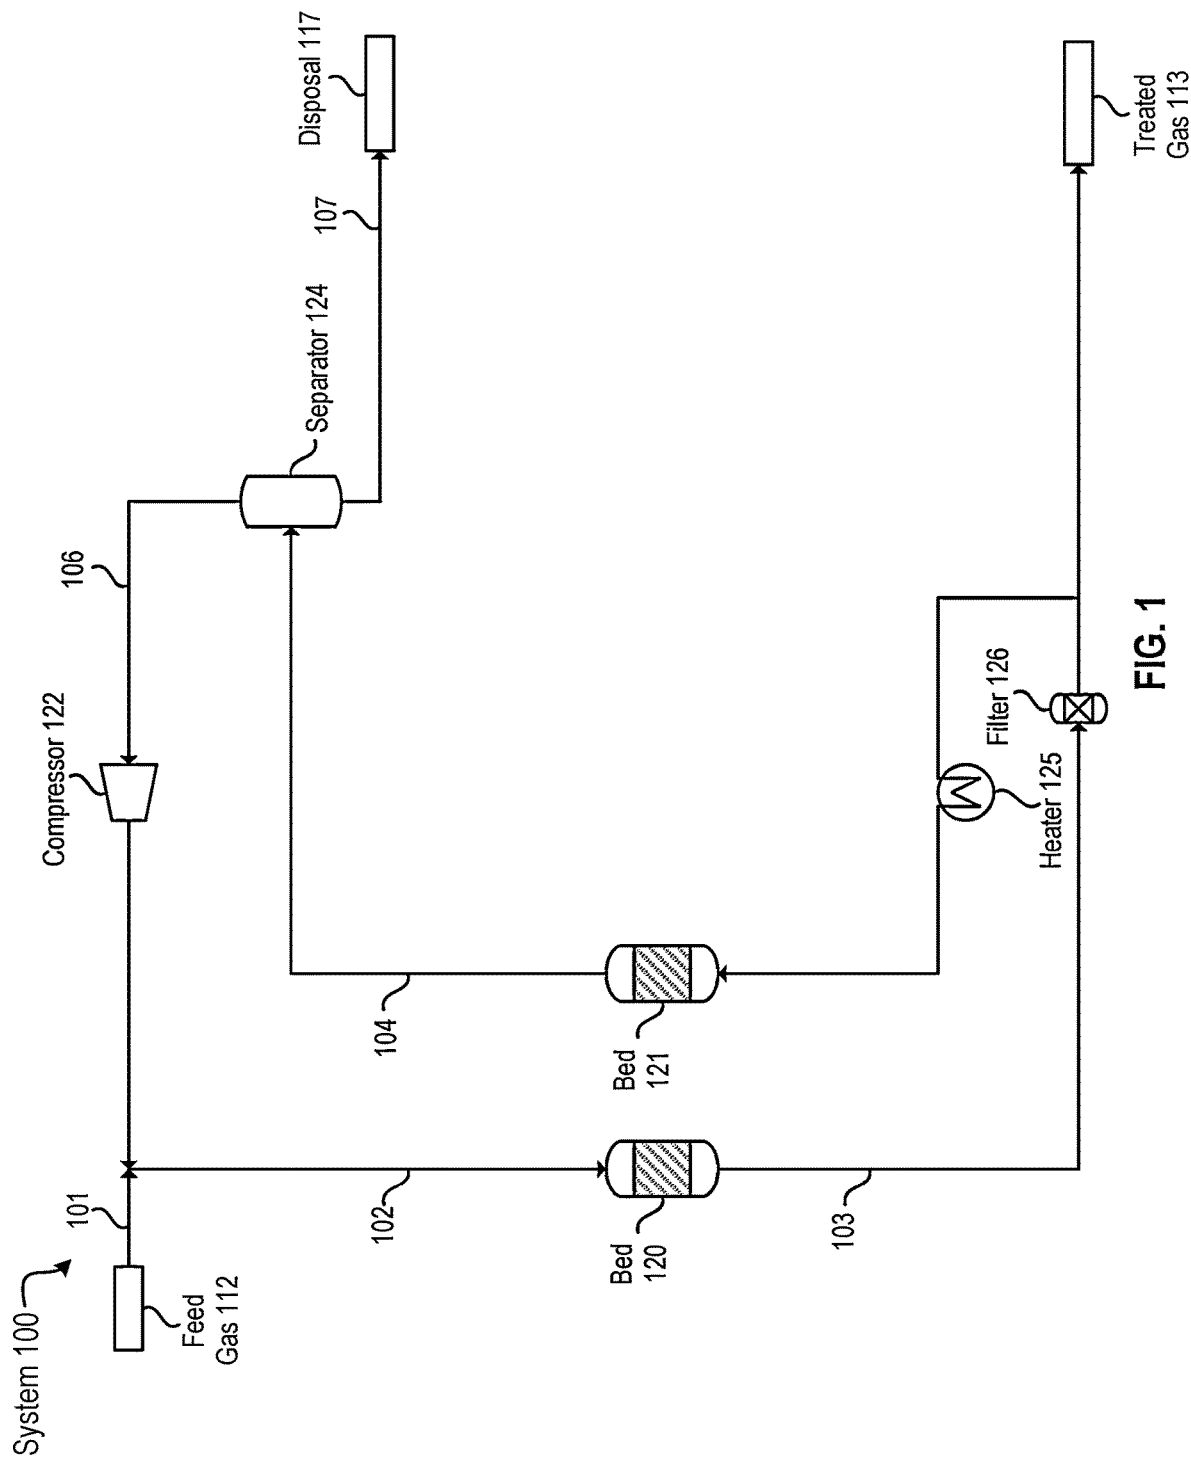 System 100
Feed
Gas 112
101
102
Bed
120
103
Bed
121
104
Compressor 122
106
Separator 124
107
Disposal 117
Heater 125
Filter 126
Treated
Gas 113
FIG. 1